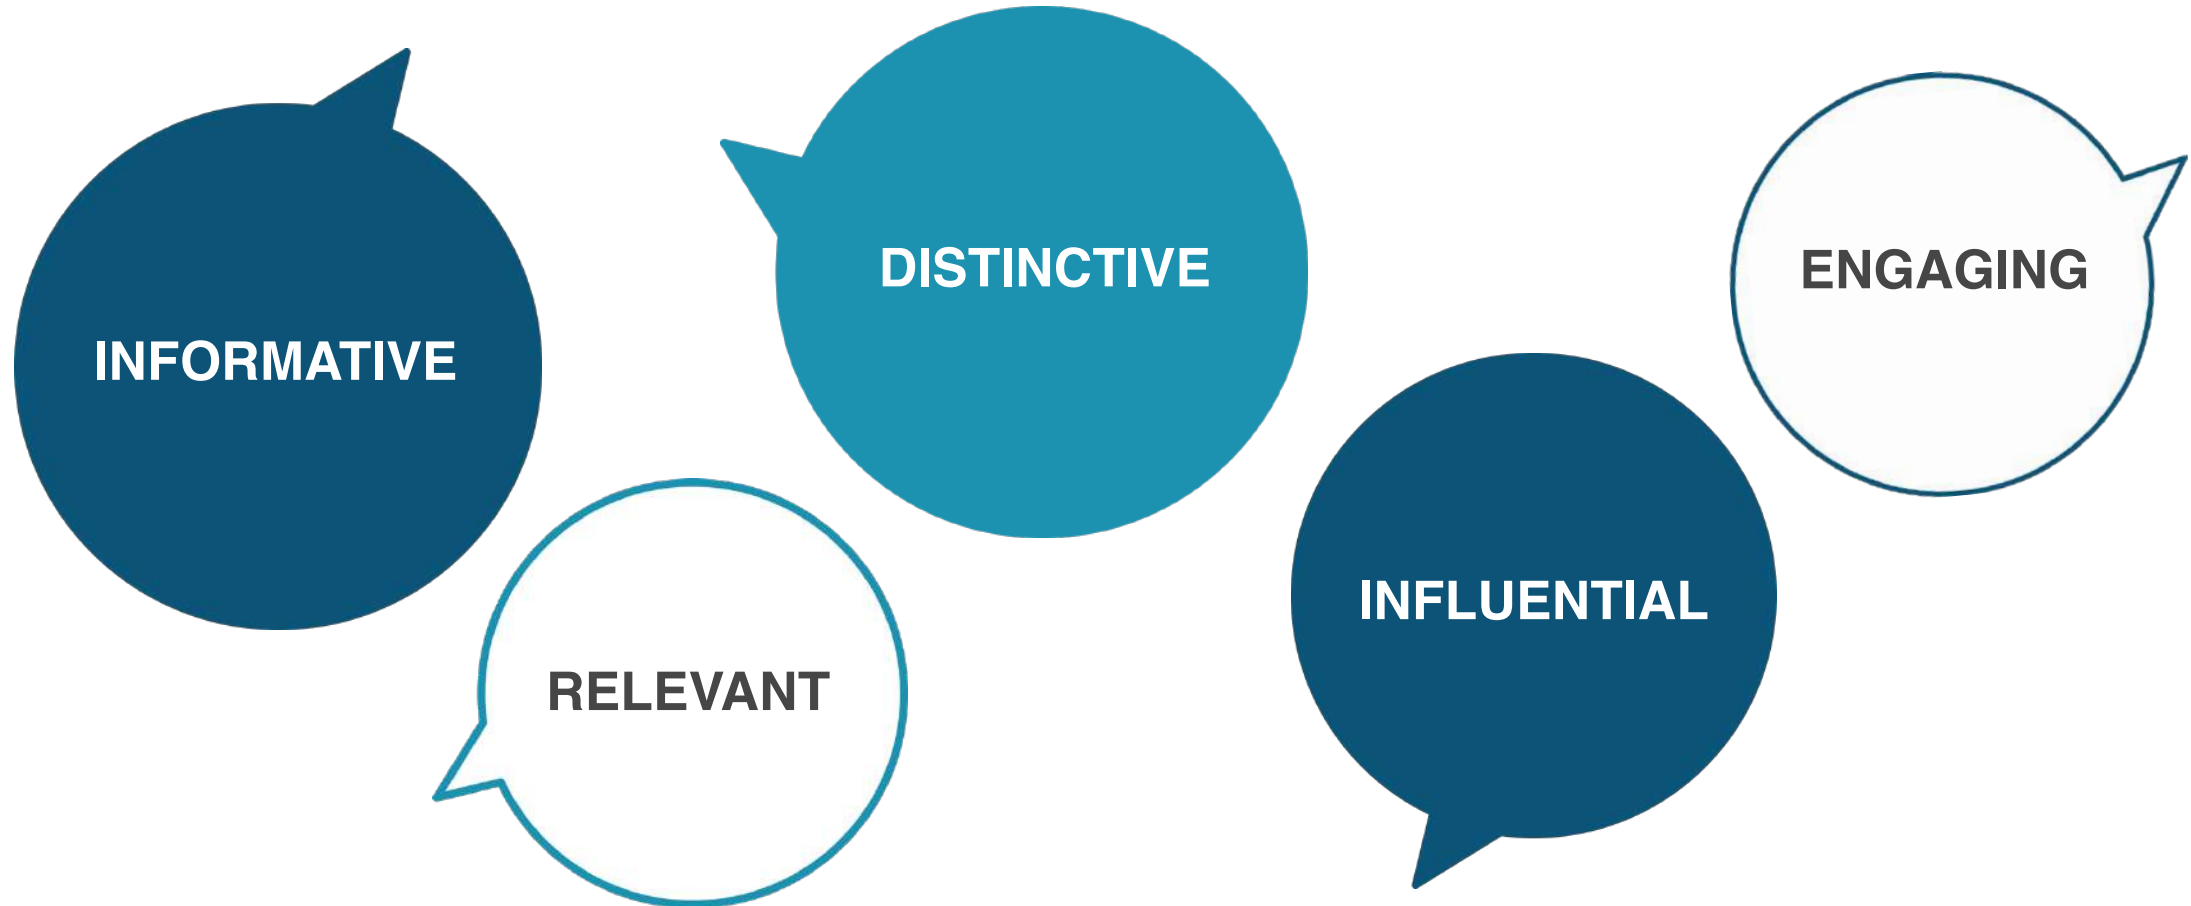 INFORMATIVE
RELEVANT
DISTINCTIVE
INFLUENTIAL
ENGAGING